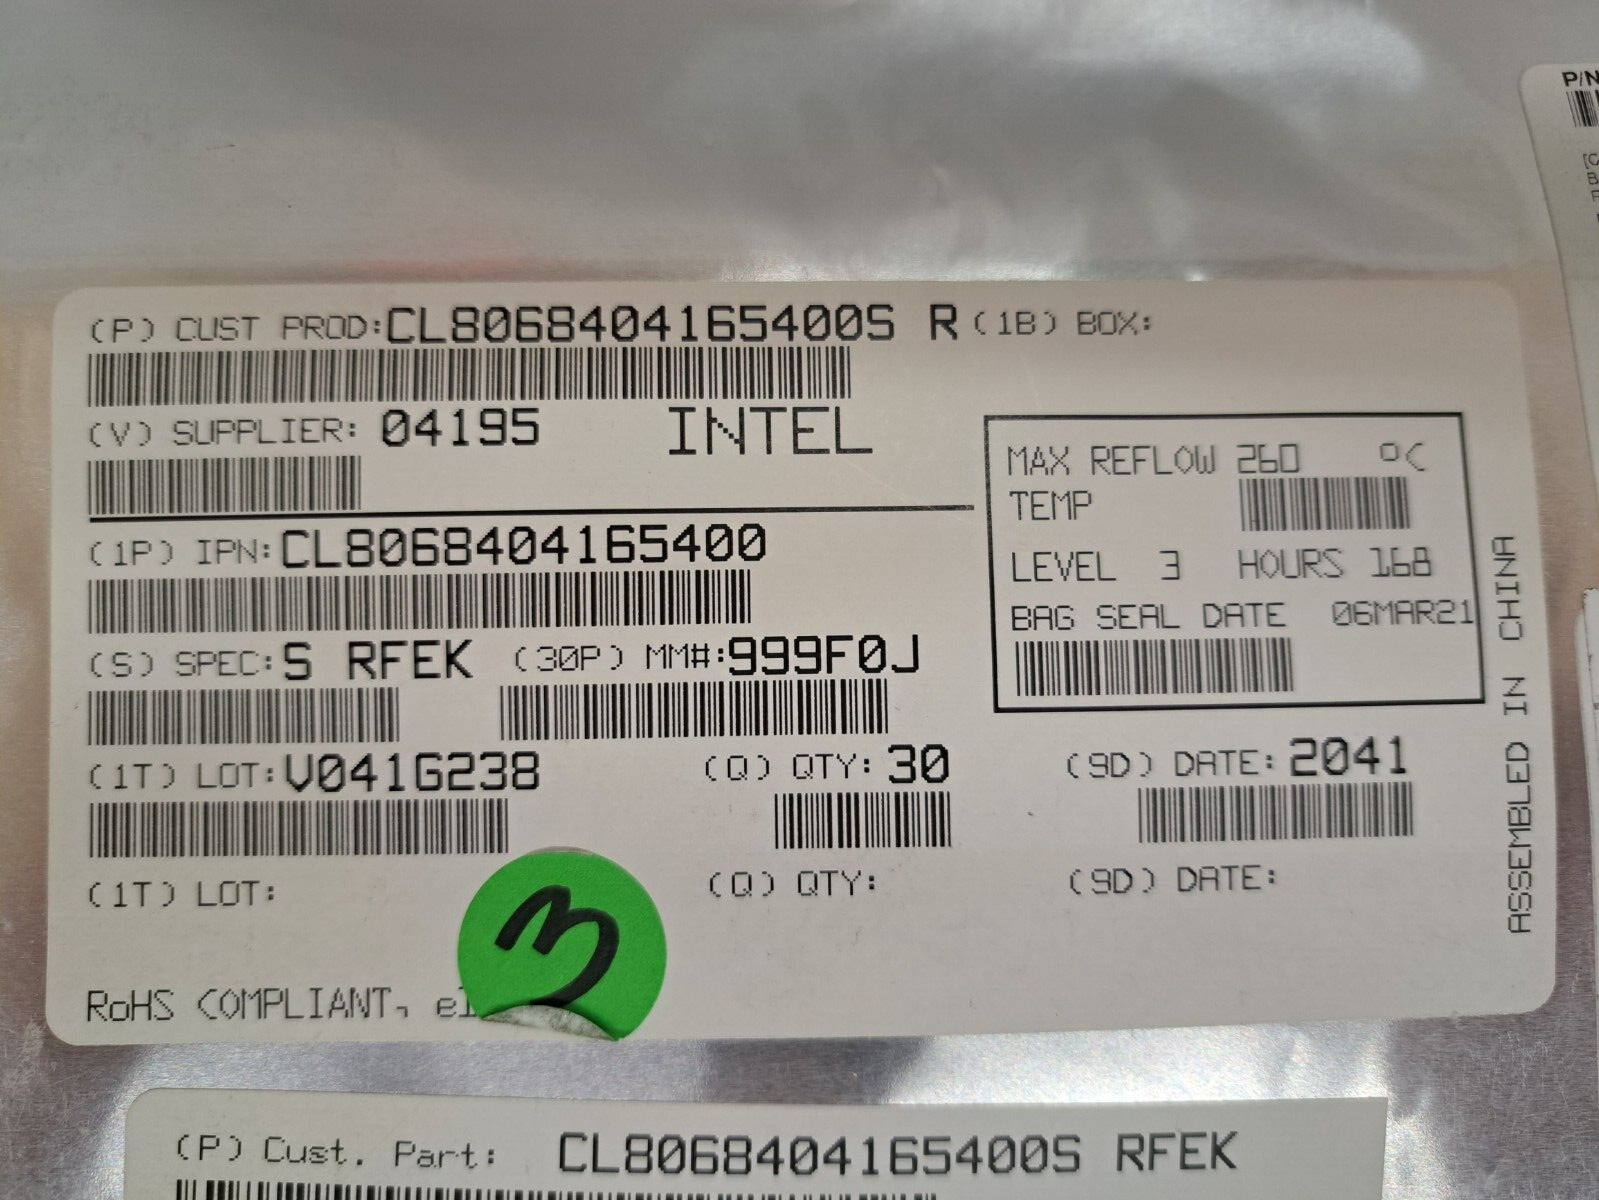 (P) CUST PROD:CL8068404165400S R (1B) BOX:
(V) SUPPLIER: 04195 INTEL
(1P) IPN:CL8068404165400
(S) SPEC:S RFEK (30P) MM#:999F0J
(1T) LOT:V041G238 (Q) QTY:30 (9D) DATE:2041
(1T) LOT: (Q) QTY: (9D) DATE:
RoHS COMPLIANT, e1
MAX REFLOW 260 °C
TEMP
LEVEL 3 HOURS 168
BAG SEAL DATE 06MAR21
ASSEMBLED IN CHINA
3
(P) Cust. Part: CL8068404165400S RFEK
P/N